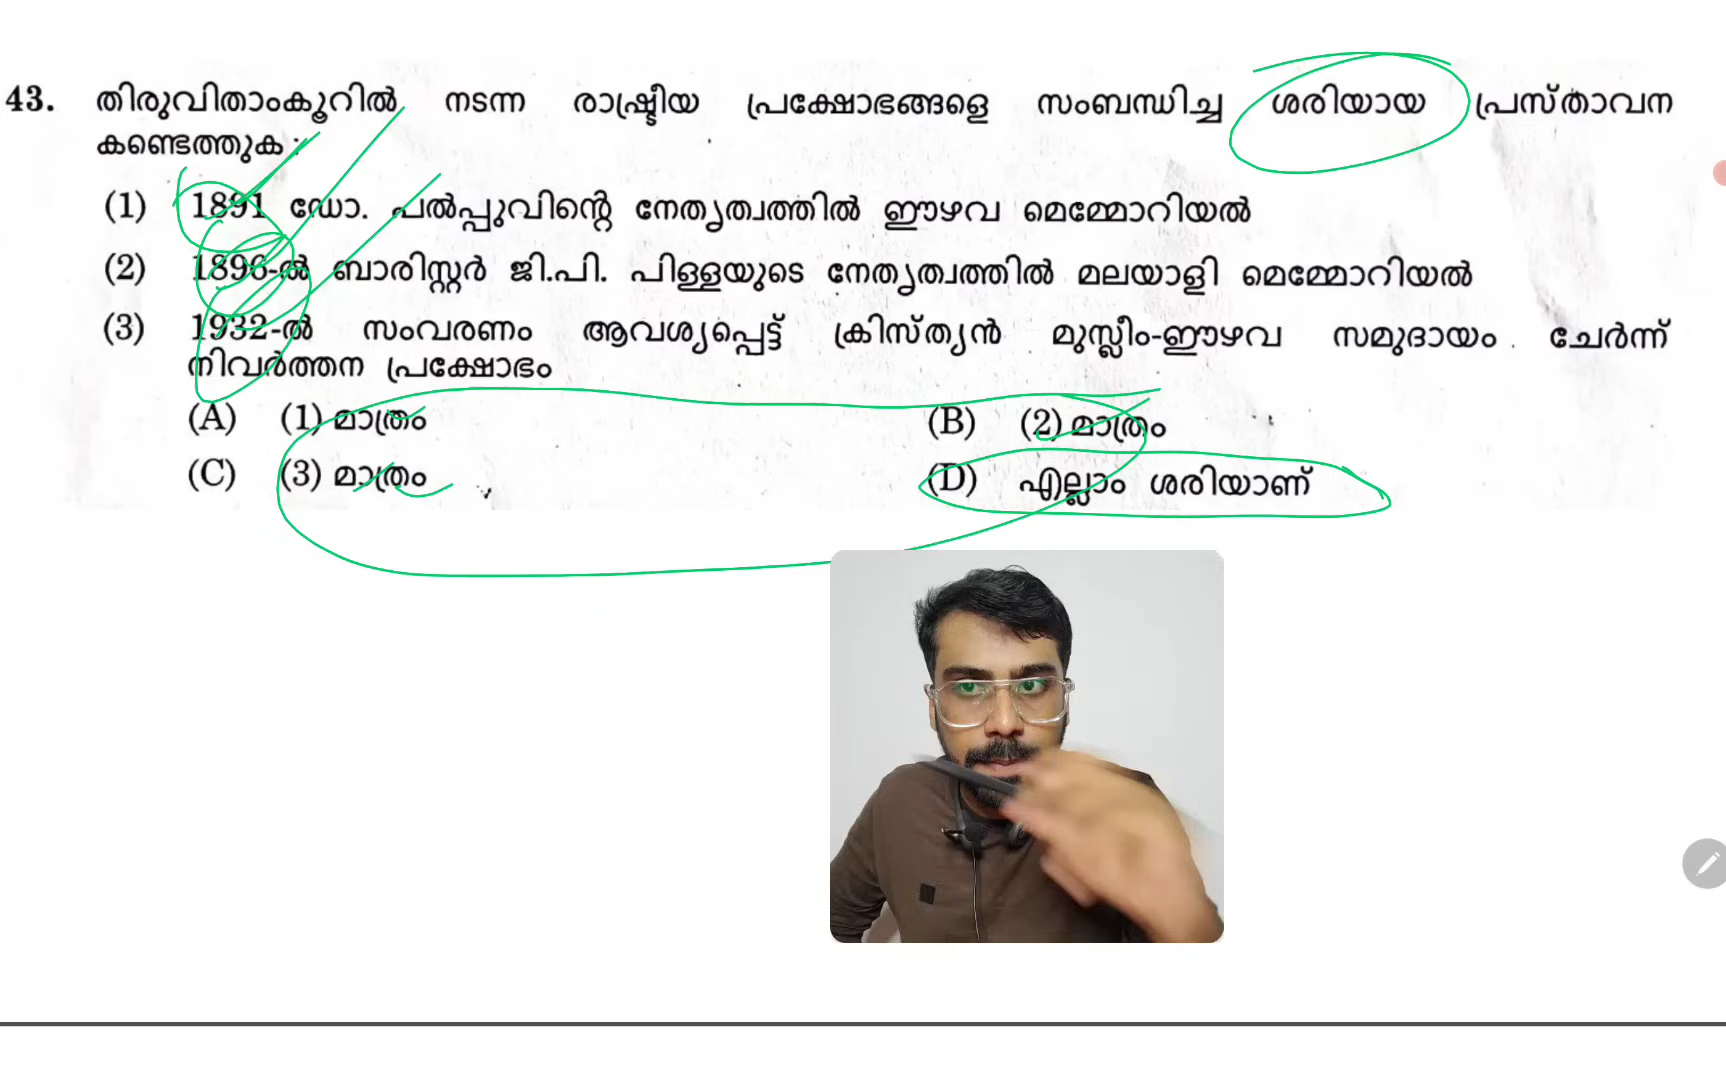 43. തിരുവിതാംകൂറിൽ നടന്ന രാഷ്ട്രീയ പ്രക്ഷോഭങ്ങളെ സംബന്ധിച്ച ശരിയായ പ്രസ്താവന
കണ്ടെത്തുക :
(1) 1891 ഡോ. പൽപ്പുവിന്റെ നേതൃത്വത്തിൽ ഈഴവ മെമ്മോറിയൽ
(2) 1896-ൽ ബാരിസ്റ്റർ ജി.പി. പിള്ളയുടെ നേതൃത്വത്തിൽ മലയാളി മെമ്മോറിയൽ
(3) 1932-ൽ സംവരണം ആവശ്യപ്പെട്ട് ക്രിസ്ത്യൻ മുസ്ലീം-ഈഴവ സമുദായം ചേർന്ന്
നിവർത്തന പ്രക്ഷോഭം
(A) (1) മാത്രം (B) (2) മാത്രം
(C) (3) മാത്രം (D) എല്ലാം ശരിയാണ്